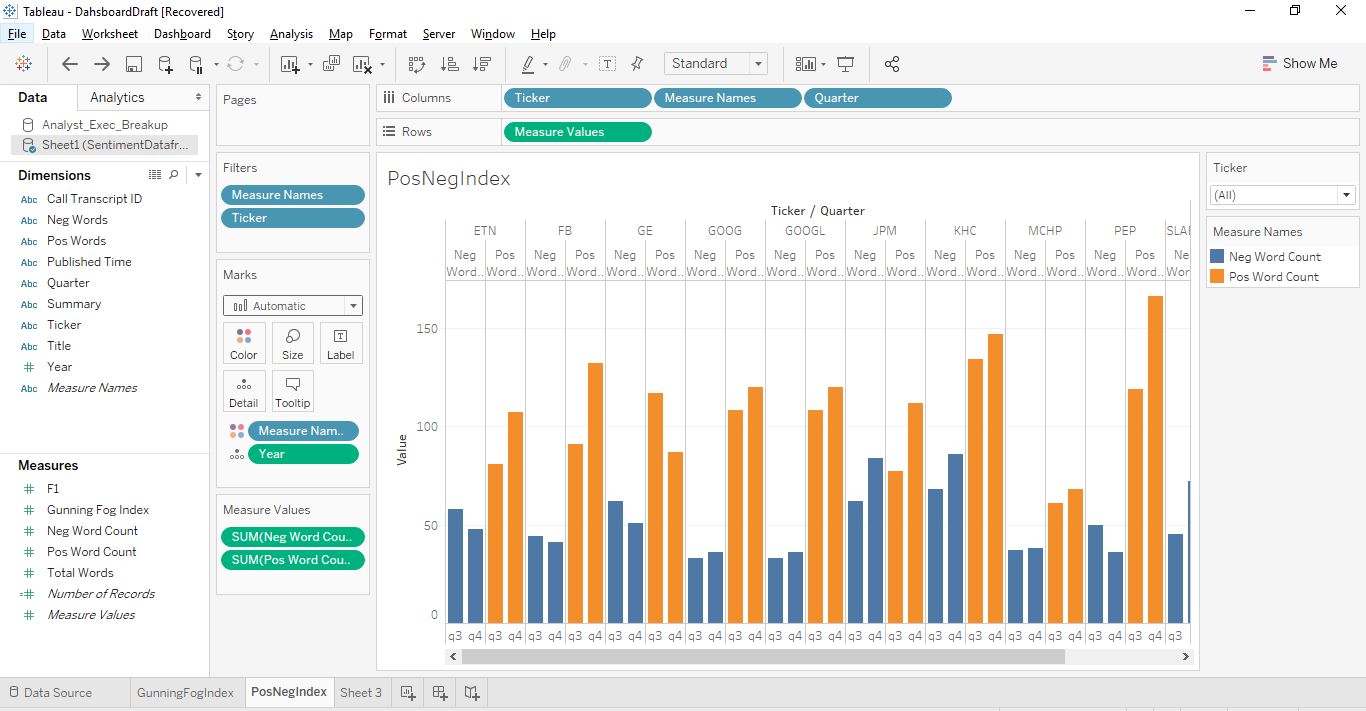 Tableau - DahsboardDraft [Recovered]
File Data Worksheet Dashboard Story Analysis Map Format Server Window Help
Standard
Show Me
Data Analytics
Analyst_Exec_Breakup
Sheet1 (SentimentDatafr...
Dimensions
Abc Call Transcript ID
Abc Neg Words
Abc Pos Words
Abc Published Time
Abc Quarter
Abc Summary
Abc Ticker
Abc Title
# Year
Abc Measure Names
Measures
# F1
# Gunning Fog Index
# Neg Word Count
# Pos Word Count
# Total Words
=# Number of Records
# Measure Values
Pages
Filters
Measure Names
Ticker
Marks
Automatic
Color Size Label
Detail Tooltip
Measure Nam..
Year
Measure Values
SUM(Neg Word Cou..
SUM(Pos Word Cou..
Columns Ticker Measure Names Quarter
Rows Measure Values
PosNegIndex
Ticker / Quarter
ETN FB GE GOOG GOOGL JPM KHC MCHP PEP SLA
Neg Pos Neg Pos Neg Pos Neg Pos Neg Pos Neg Pos Neg Pos Neg Pos Neg Pos Ne
Word.. Word.. Word.. Word.. Word.. Word.. Word.. Word.. Word.. Word.. Word.. Word.. Word.. Word.. Word.. Word.. Word.. Word.. Wor
150
100
50
0
Value
q3 q4 q3 q4 q3 q4 q3 q4 q3 q4 q3 q4 q3 q4 q3 q4 q3 q4 q3 q4 q3 q4 q3 q4 q3 q4 q3 q4 q3 q4 q3 q4 q3 q4 q3 q4 q3
Ticker
(All)
Measure Names
Neg Word Count
Pos Word Count
Data Source GunningFogIndex PosNegIndex Sheet 3